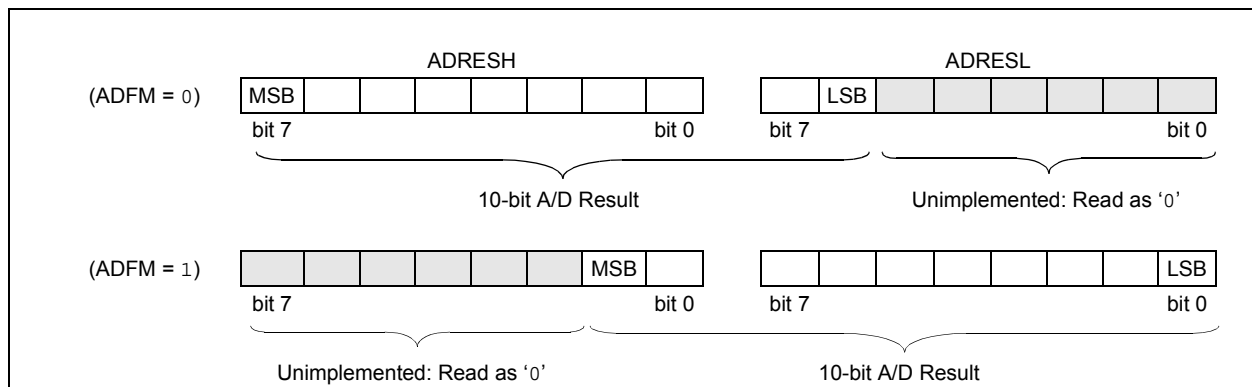 ADRESH ADRESL
(ADFM = 0) MSB LSB
bit 7 bit 0 bit 7 bit 0
10-bit A/D Result Unimplemented: Read as ‘0’
(ADFM = 1) MSB LSB
bit 7 bit 0 bit 7 bit 0
Unimplemented: Read as ‘0’ 10-bit A/D Result